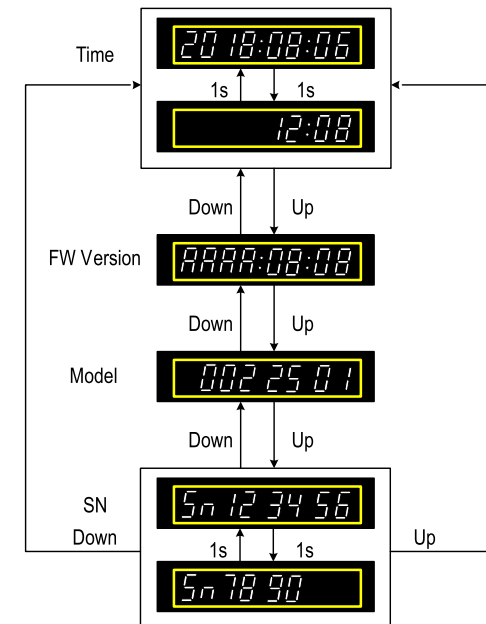 Time
2018:08:06
1s 1s
12:08
Down Up
FW Version
AAAA:08:08
Down Up
Model
002 25 01
Down Up
SN
Sn 12 34 56
Down
1s 1s
Up
Sn 78 90